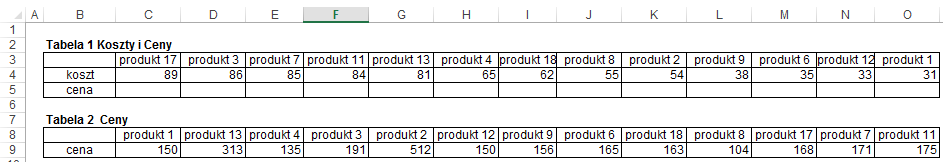 A B C D E F G H I J K L M N O
1
2 Tabela 1 Koszty i Ceny
3 produkt 17 produkt 3 produkt 7 produkt 11 produkt 13 produkt 4 produkt 18 produkt 8 produkt 2 produkt 9 produkt 6 produkt 12 produkt 1
4 koszt 89 86 85 84 81 65 62 55 54 38 35 33 31
5 cena
6
7 Tabela 2 Ceny
8 produkt 1 produkt 13 produkt 4 produkt 3 produkt 2 produkt 12 produkt 9 produkt 6 produkt 18 produkt 8 produkt 17 produkt 7 produkt 11
9 cena 150 313 135 191 512 150 156 165 163 104 168 171 175